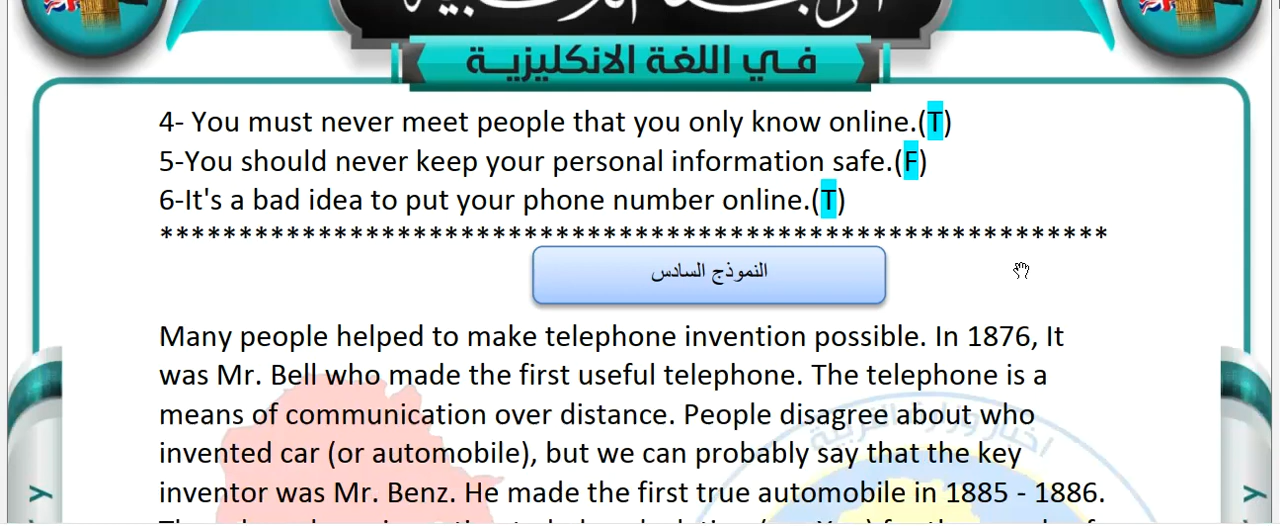 في اللغة الانكليزية
4- You must never meet people that you only know online.(T)
5-You should never keep your personal information safe.(F)
6-It's a bad idea to put your phone number online.(T)
************************************************************
النموذج السادس
Many people helped to make telephone invention possible. In 1876, It
was Mr. Bell who made the first useful telephone. The telephone is a
means of communication over distance. People disagree about who
invented car (or automobile), but we can probably say that the key
inventor was Mr. Benz. He made the first true automobile in 1885 - 1886.
اخبار وزارة التربية
Y
Y